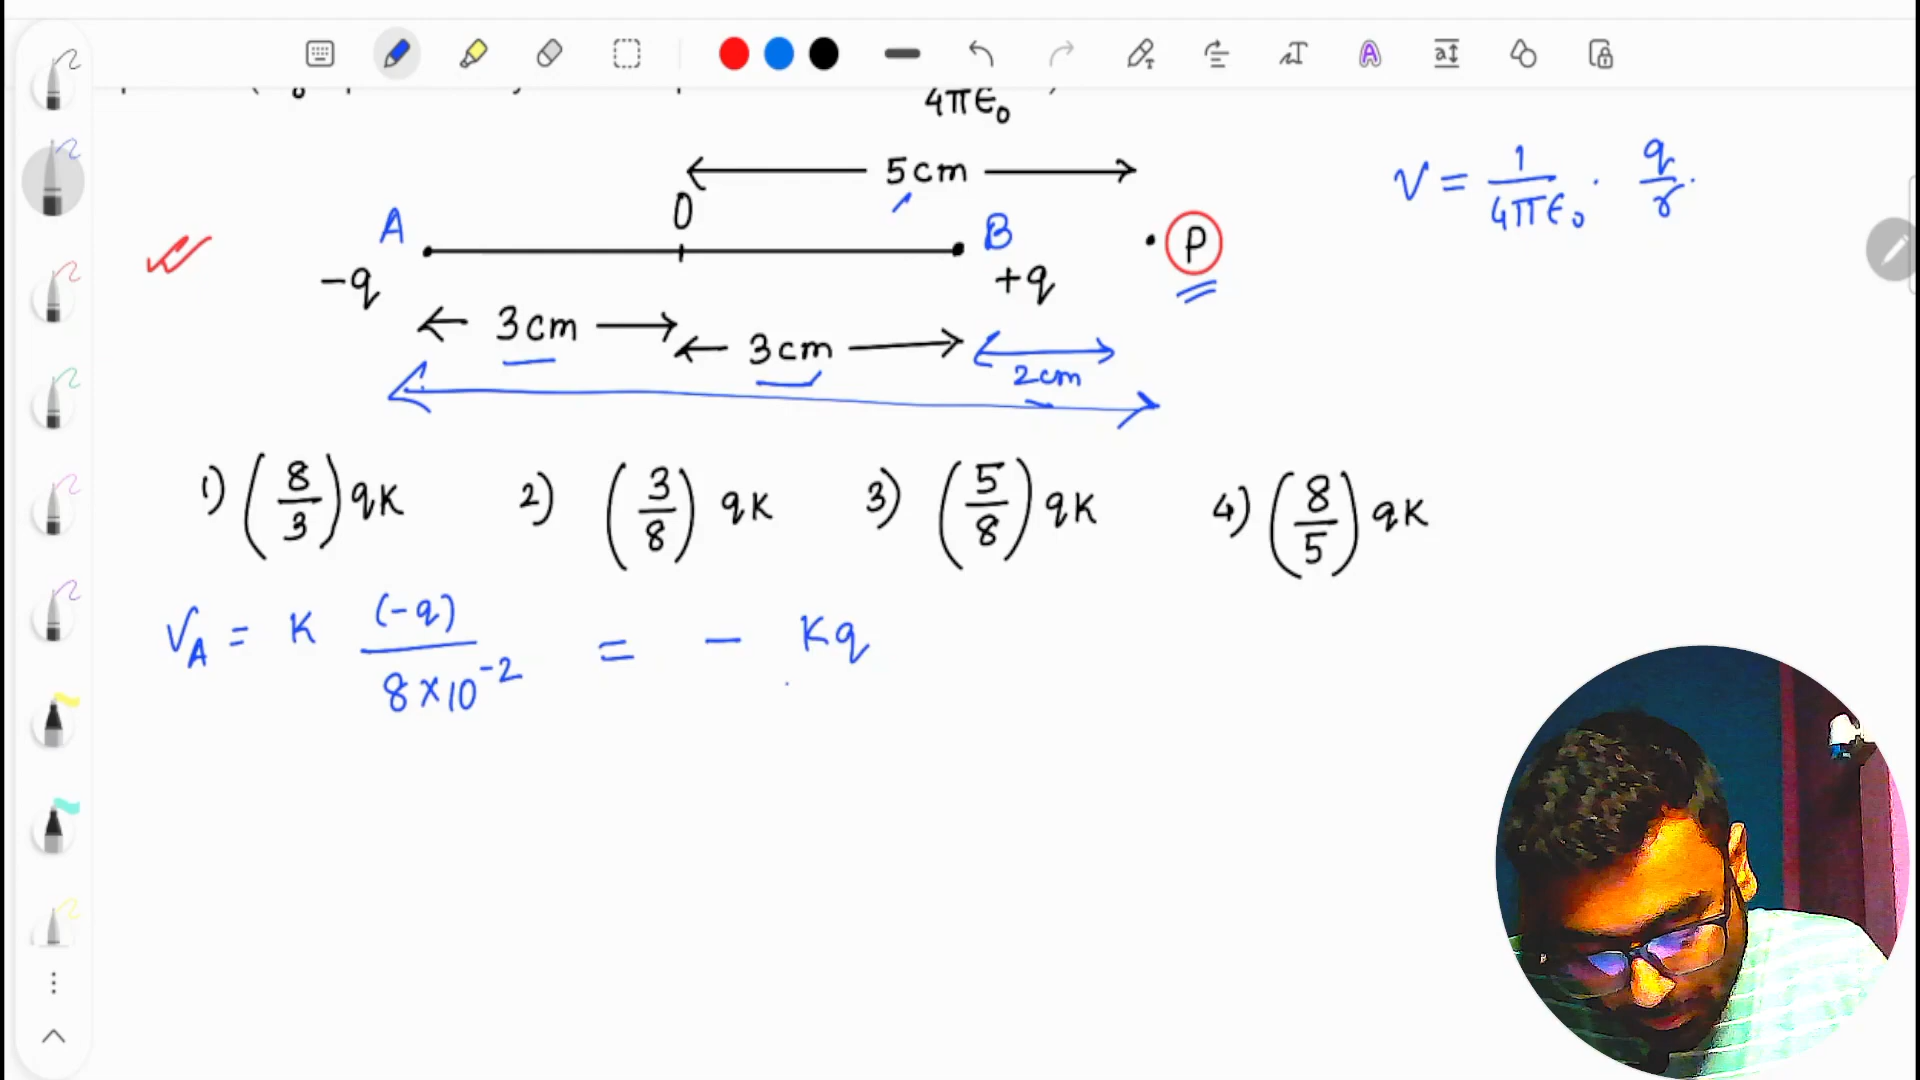 4πε₀
5cm
V = 1/4πε₀ · q/r.
A O B P
-q +q
3cm 3cm 2cm
1) (8/3) qK 2) (3/8) qK 3) (5/8) qK 4) (8/5) qK
V_A = K (-q)/8×10⁻² = - Kq